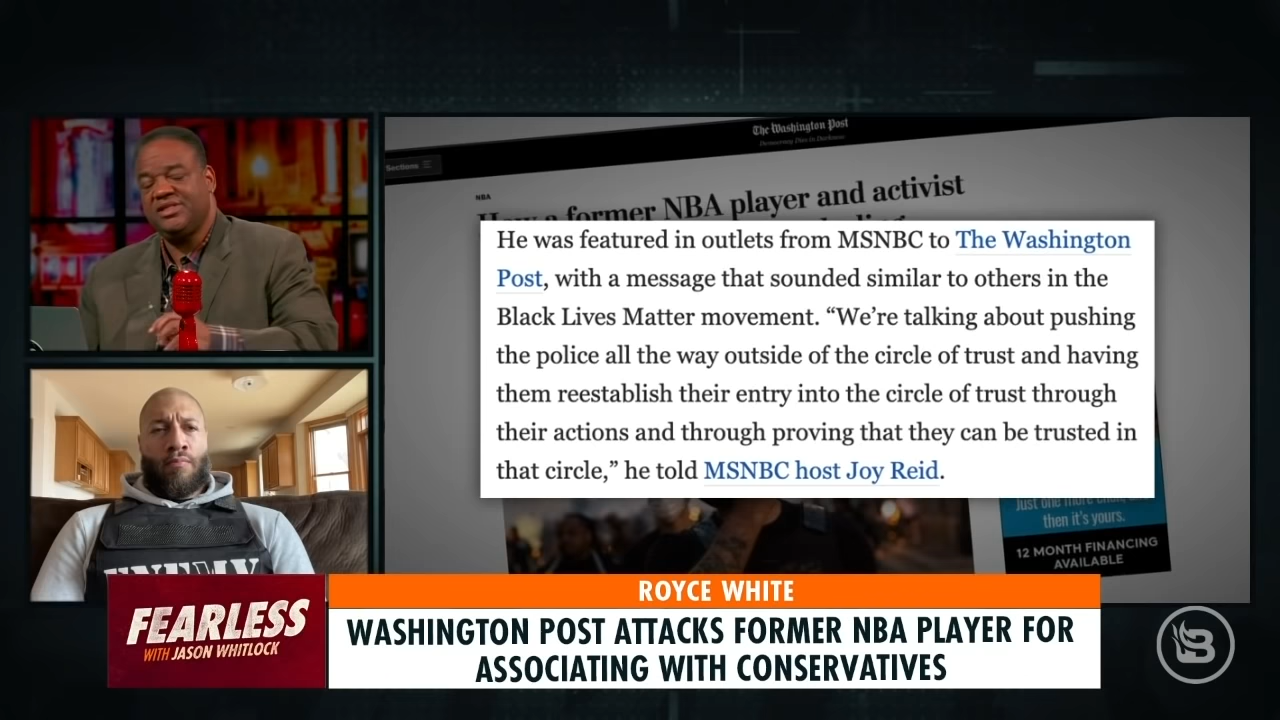 The Washington Post
Democracy Dies in Darkness
Sections
NBA
How a former NBA player and activist
He was featured in outlets from MSNBC to The Washington
Post, with a message that sounded similar to others in the
Black Lives Matter movement. “We’re talking about pushing
the police all the way outside of the circle of trust and having
them reestablish their entry into the circle of trust through
their actions and through proving that they can be trusted in
that circle,” he told MSNBC host Joy Reid.
Just one more
then it's yours.
12 MONTH FINANCING
AVAILABLE
ENEMY
FEARLESS
WITH JASON WHITLOCK
ROYCE WHITE
WASHINGTON POST ATTACKS FORMER NBA PLAYER FOR
ASSOCIATING WITH CONSERVATIVES
B